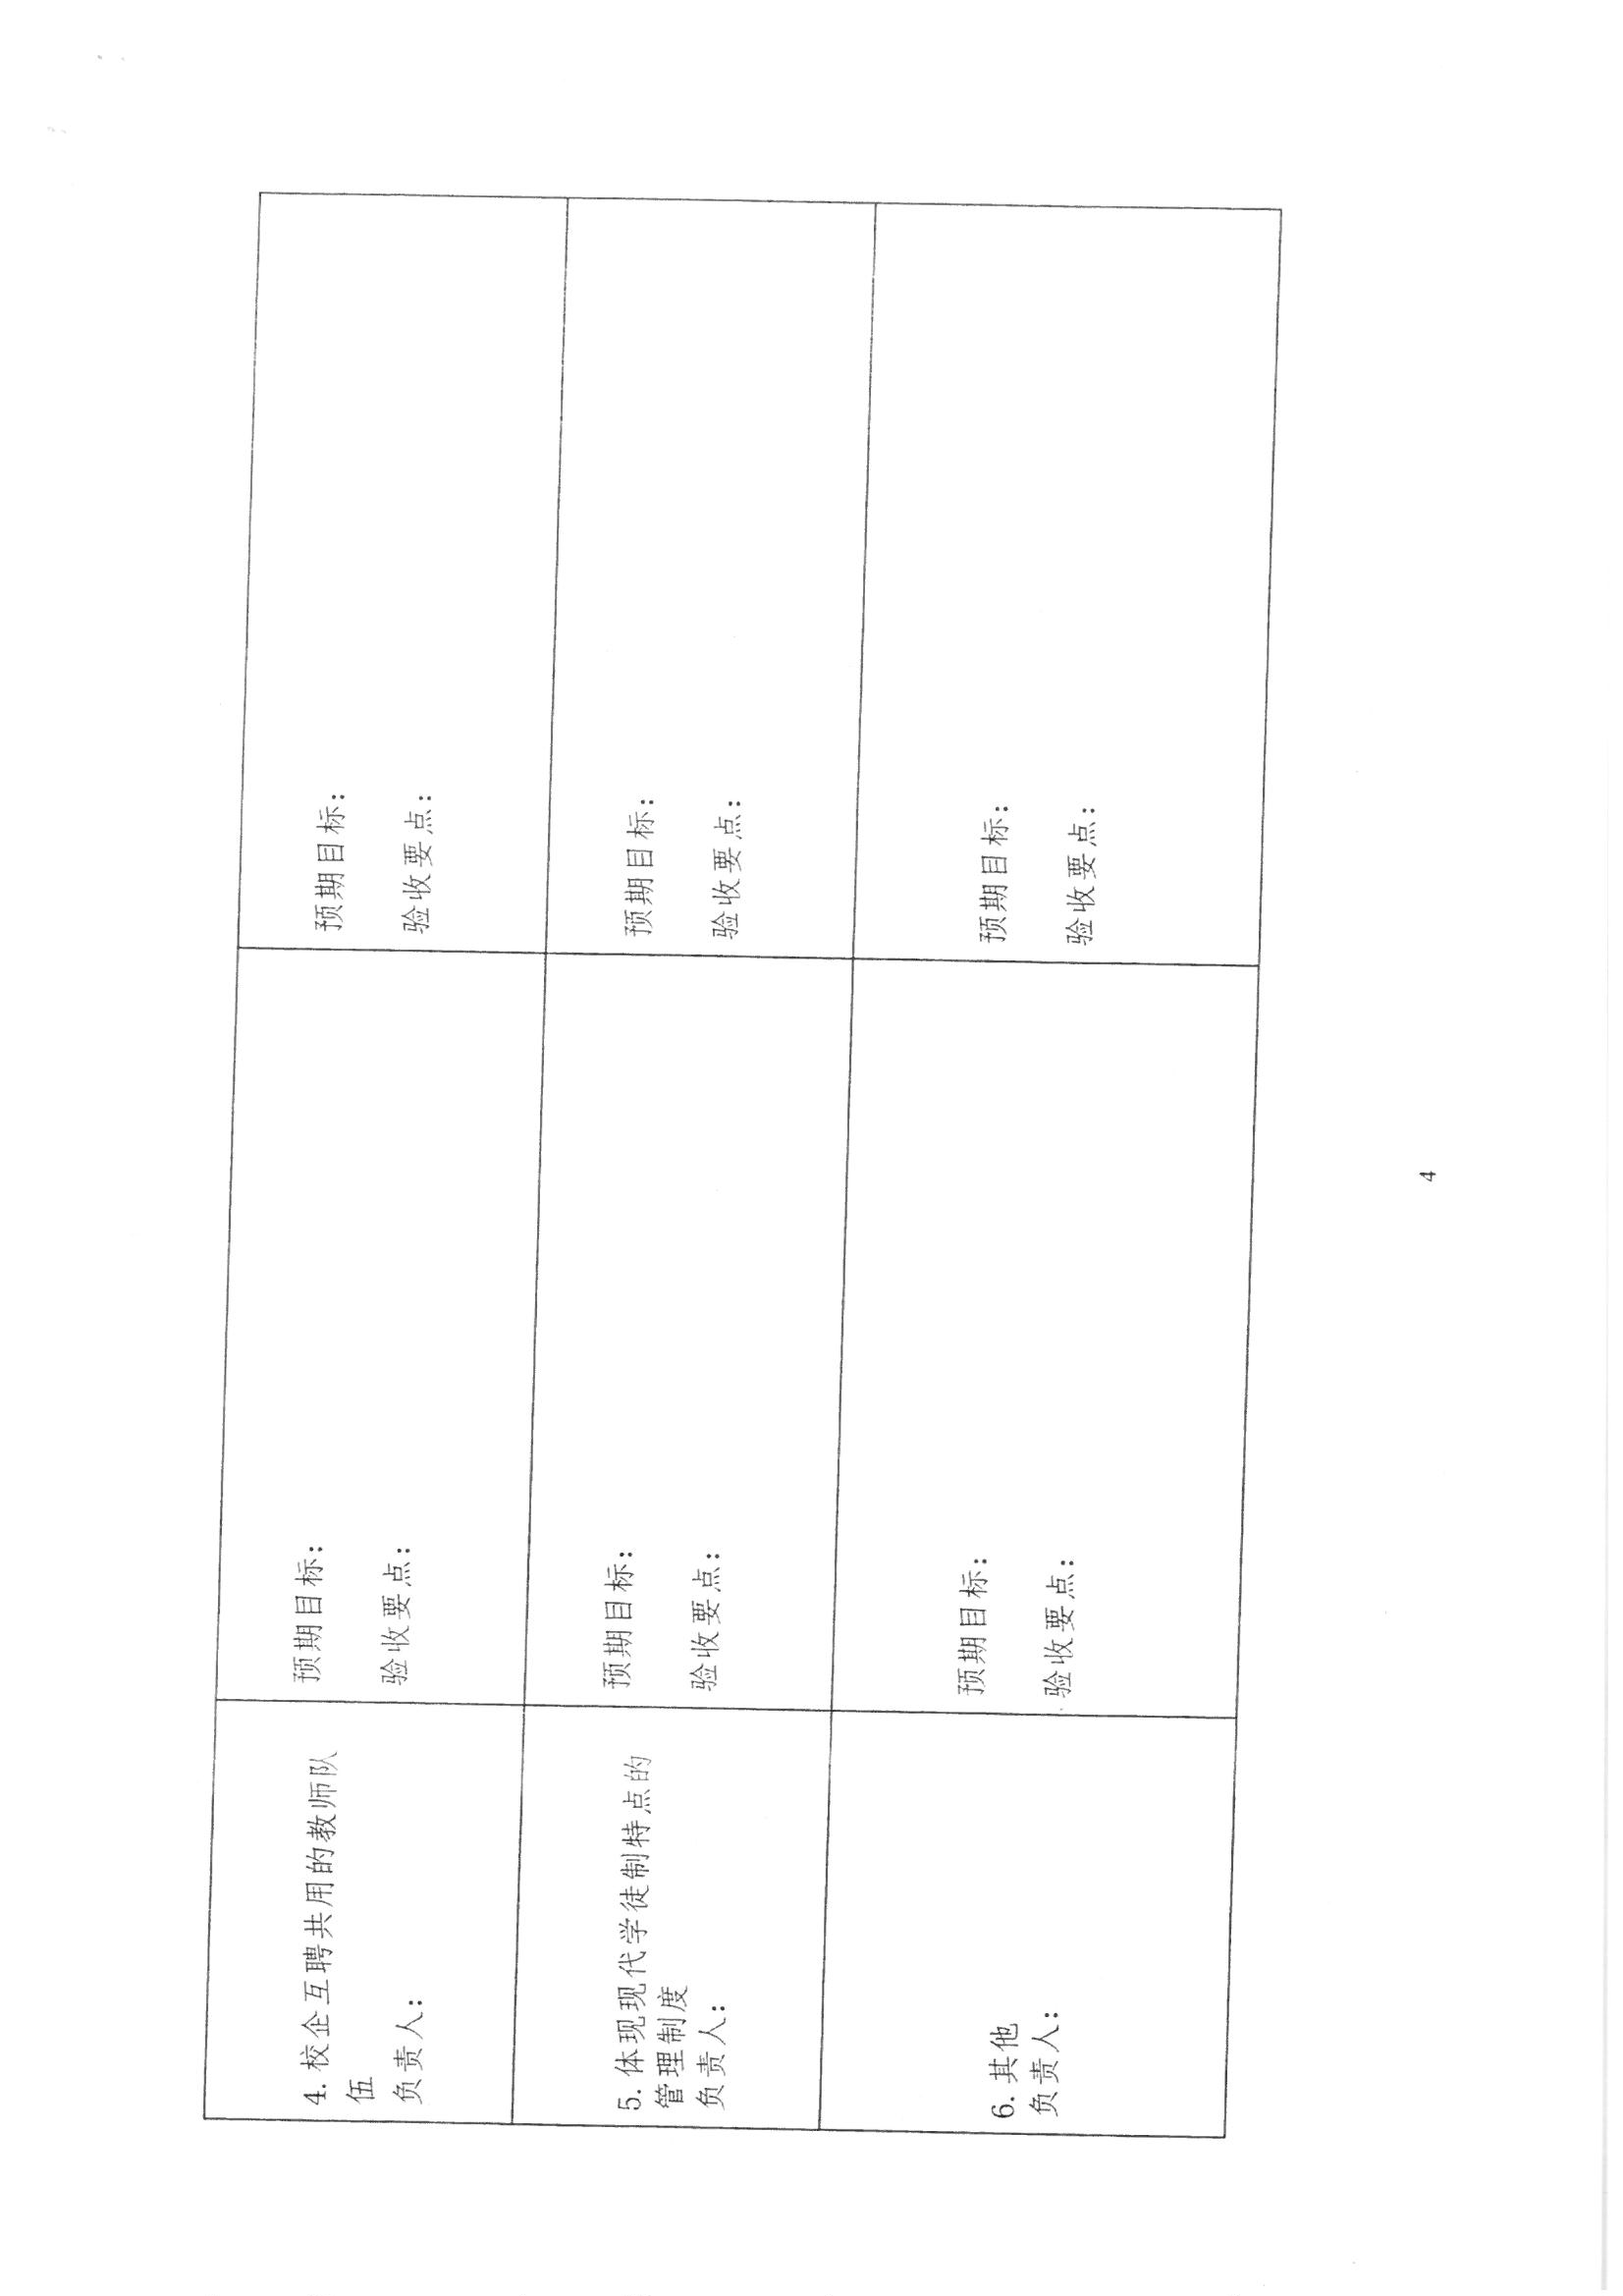 4. 校企互聘共用的教师队
伍
负责人：
预期目标：
验收要点：
预期目标：
验收要点：
5. 体现现代学徒制特点的
管理制度
负责人：
预期目标：
验收要点：
预期目标：
验收要点：
6. 其他
负责人：
预期目标：
验收要点：
预期目标：
验收要点：
4